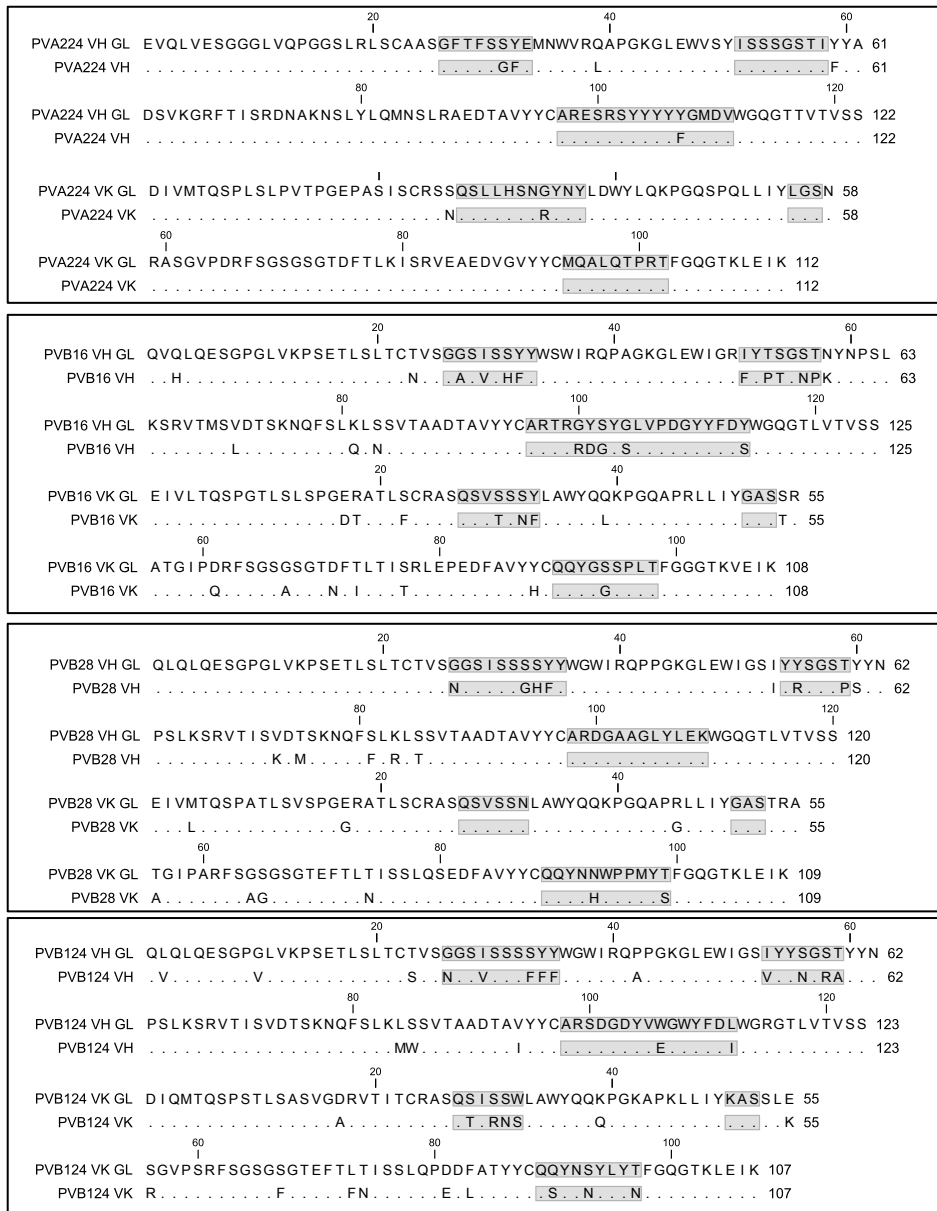 20 40 60
PVA224 VH GL EVQLVESGGGLVQPGGSLRLSCAASGFTFSSYEMNWVRQAPGKGLEWVSYISSSGSTIYYA 61
PVA224 VH ..............................GF......L...................F.. 61
80 100 120
PVA224 VH GL DSVKGRFTISRDNAKNSLYLQMNSLRAEDTAVYYCARESRSYYYYYGMDVWGQGTTVTVSS 122
PVA224 VH .............................................F............... 122
PVA224 VK GL DIVMTQSPLSLPVTPGEPASISCRSSQSLLHSNGYNYLDWYLQKPGQSPQLLIYLGSN 58
PVA224 VK .........................N.......R........................ 58
60 80 100
PVA224 VK GL RASGVPDRFSGSGSGTDFTLKISRVEAEDVGVYYCMQALQTPRTFGQGTKLEIK 112
PVA224 VK ...................................................... 112
20 40 60
PVB16 VH GL QVQLQESGPGLVKPSETLSLTCTVSGGSISSYYWSWIRQPAGKGLEWIGRIYTSGSTNYNPSL 63
PVB16 VH ..H...................N...A.V.HF..................F.PT.NPK..... 63
80 100 120
PVB16 VH GL KSRVTMSVDTSKNQFSLKLSSVTAADTAVYYCARTRGYSYGLVPDGYYFDYWGQGTLVTVSS 125
PVB16 VH .......L.........Q.N................RDG.S.........S........... 125
20 40
PVB16 VK GL EIVLTQSPGTLSLSPGERATLSCRASQSVSSSYLAWYQQKPGQAPRLLIYGASSR 55
PVB16 VK ................DT...F.......T.NF.....L..............T. 55
60 80 100
PVB16 VK GL ATGIPDRFSGSGSGTDFTLTISRLEPEDFAVYYCQQYGSSPLTFGGGTKVEIK 108
PVB16 VK .....Q.....A...N.I...T..........H.....G.............. 108
20 40 60
PVB28 VH GL QLQLQESGPGLVKPSETLSLTCTVSGGSISSSSYYWGWIRQPPGKGLEWIGSIYYSGSTYYN 62
PVB28 VH .........................N.....GHF..................I.R...PS.. 62
80 100 120
PVB28 VH GL PSLKSRVTISVDTSKNQFSLKLSSVTAADTAVYYCARDGAAGLYLEKWGQGTLVTVSS 120
PVB28 VH ..........K.M.....F.R.T................................... 120
20 40
PVB28 VK GL EIVMTQSPATLSVSPGERATLSCRASQSVSSNLAWYQQKPGQAPRLLIYGASTRA 55
PVB28 VK ...L............G...........................G.......... 55
60 80 100
PVB28 VK GL TGIPARFSGSGSGTEFTLTISSLQSEDFAVYYCQQYNNWPPMYTFGQGTKLEIK 109
PVB28 VK A.......AG........N..................H.....S.......... 109
20 40 60
PVB124 VH GL QLQLQESGPGLVKPSETLSLTCTVSGGSISSSSYYWGWIRQPPGKGLEWIGSIYYSGSTYYN 62
PVB124 VH .V.......V............S..N..V...FFF......A..........V..N.RA... 62
80 100 120
PVB124 VH GL PSLKSRVTISVDTSKNQFSLKLSSVTAADTAVYYCARSDGDYVWGWYFDLWGRGTLVTVSS 123
PVB124 VH .....................MW........I...........E.....I........... 123
20 40
PVB124 VK GL DIQMTQSPSTLSASVGDRVTITCRASQSISSWLAWYQQKPGKAPKLLIYKASSLE 55
PVB124 VK ................A..........T.RNS......Q...............K 55
60 80 100
PVB124 VK GL SGVPSRFSGSGSGTEFTLTISSLQPDDFATYYCQQYNSYLYTFGQGTKLEIK 107
PVB124 VK R..........F.....FN......E.L......S..N...N.......... 107